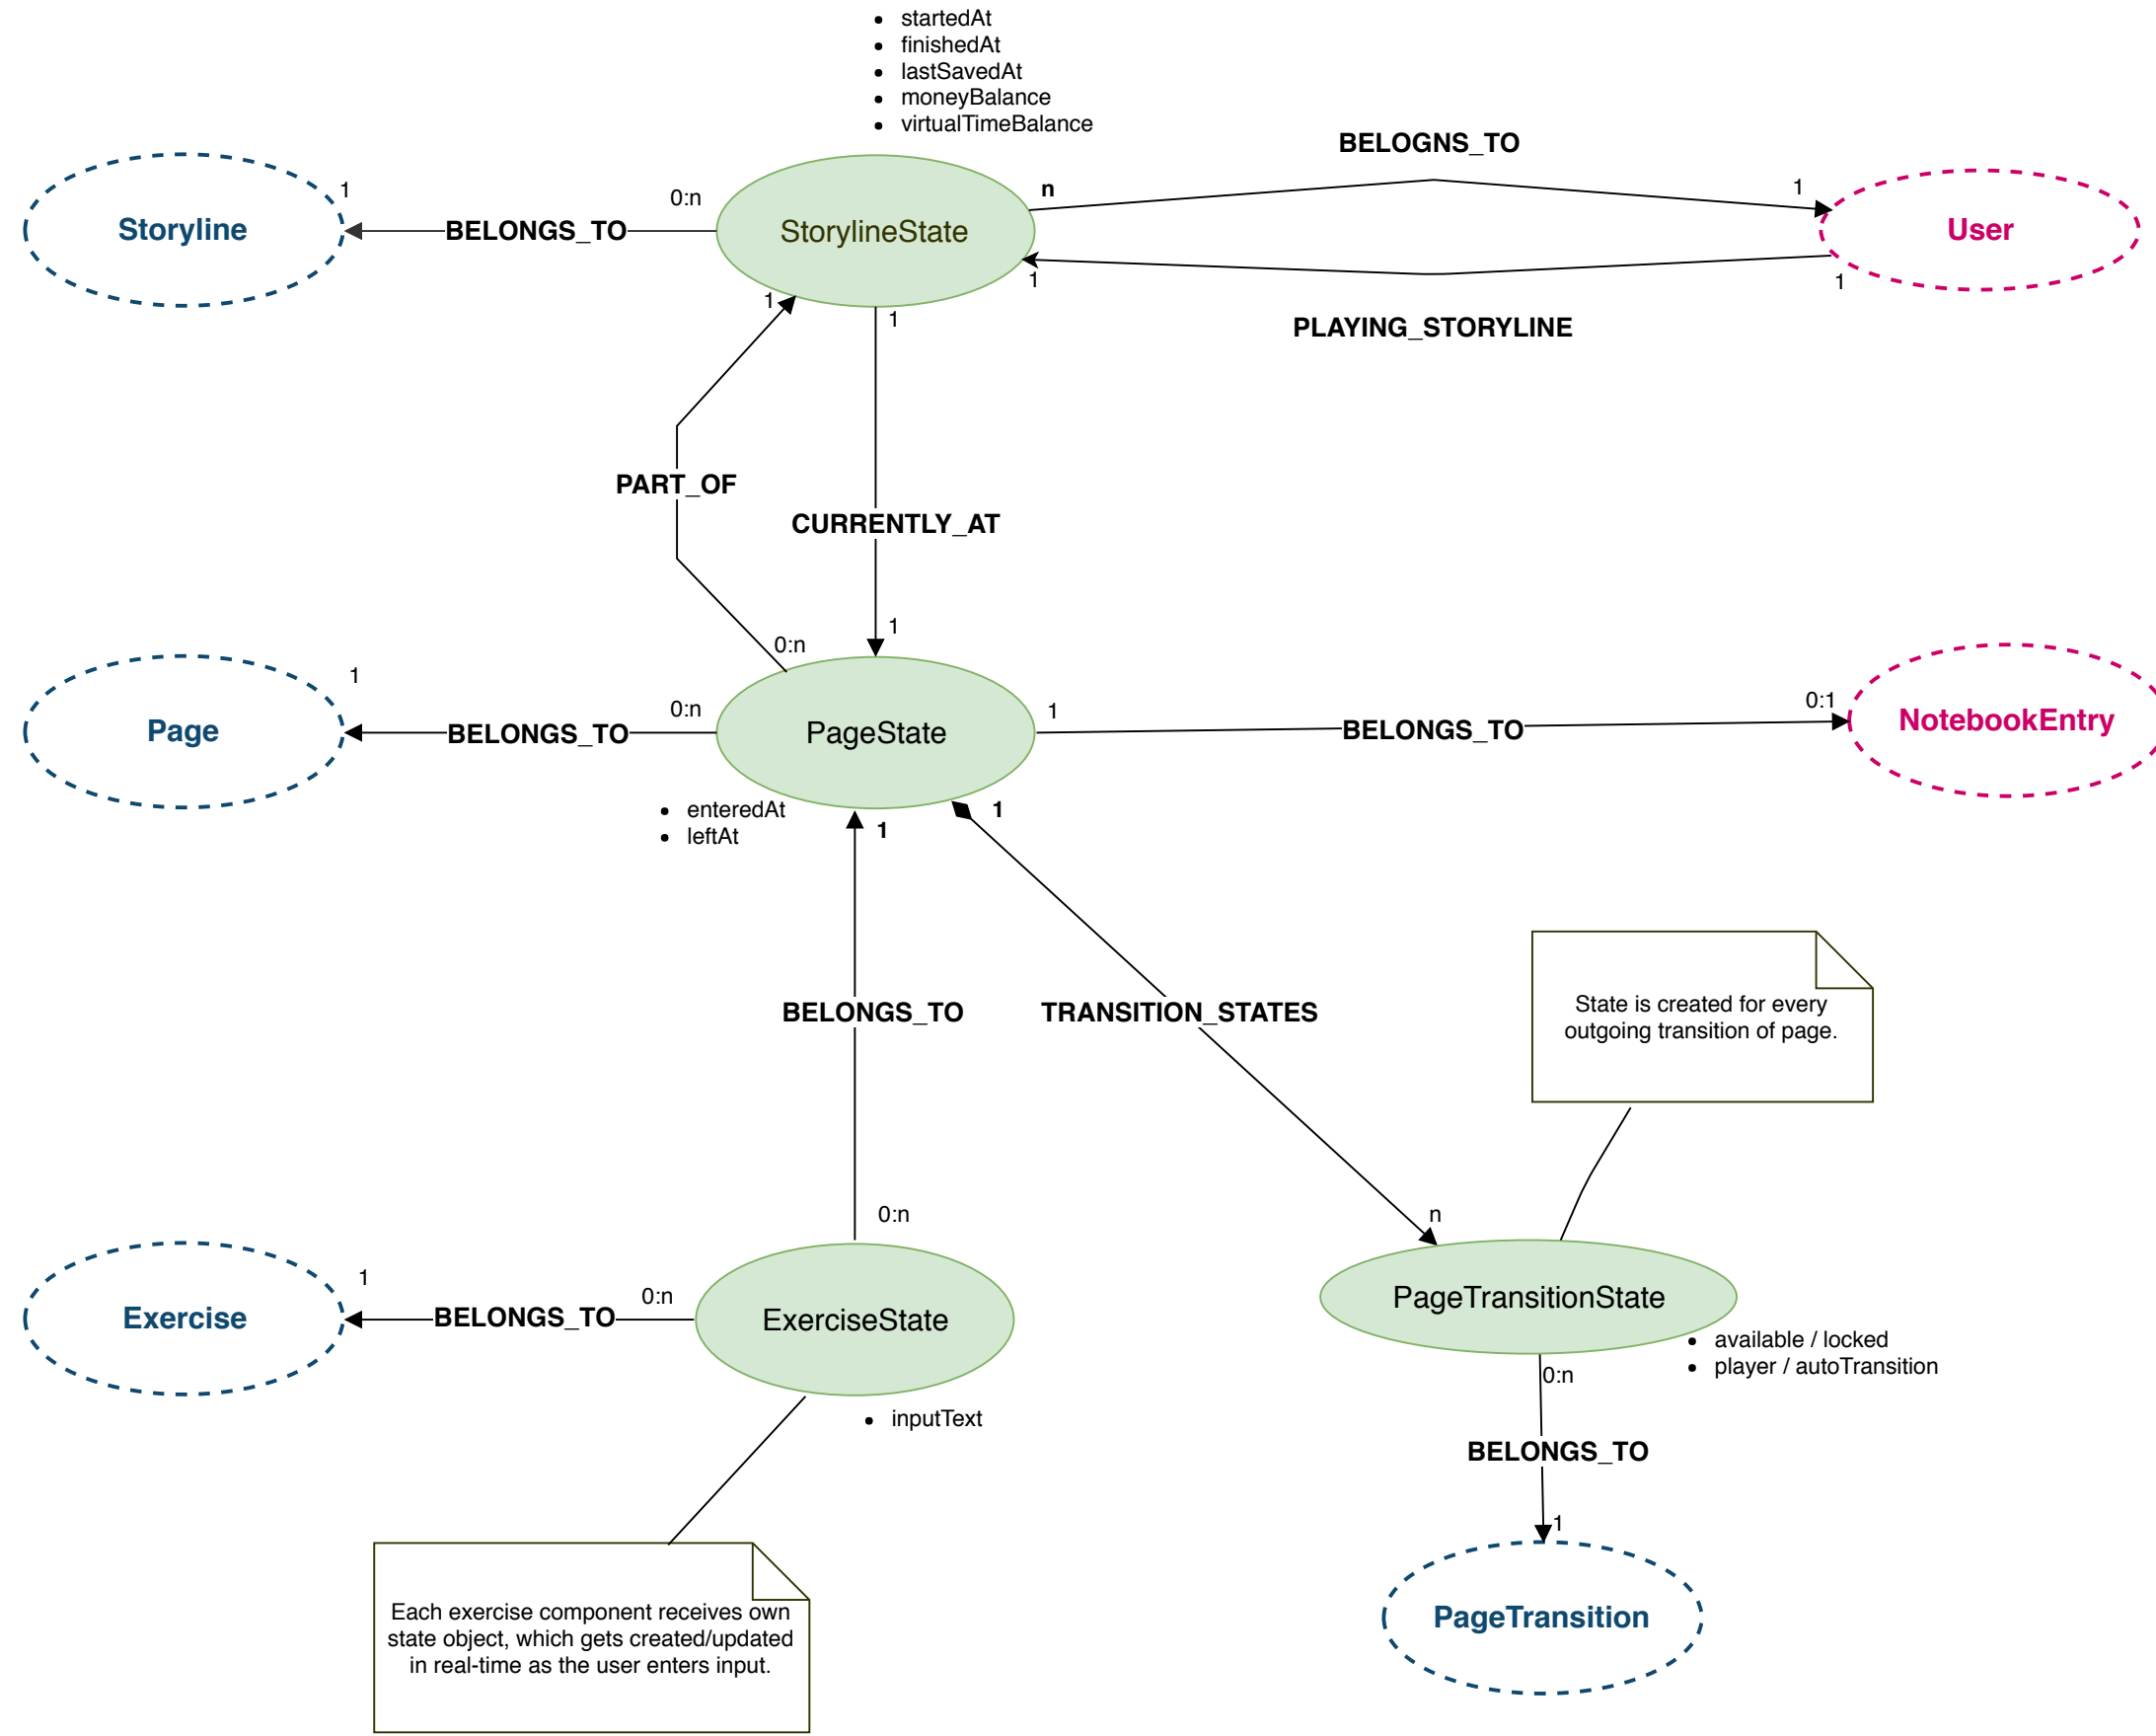 startedAt
finishedAt
lastSavedAt
moneyBalance
virtualTimeBalance
BELOGNS_TO
Storyline
1
BELONGS_TO
0:n
StorylineState
n
1
User
1
1
PLAYING_STORYLINE
1
1
PART_OF
CURRENTLY_AT
0:n
1
Page
1
BELONGS_TO
0:n
PageState
1
BELONGS_TO
0:1
NotebookEntry
enteredAt
leftAt
1
1
BELONGS_TO
TRANSITION_STATES
State is created for every
outgoing transition of page.
0:n
n
Exercise
1
BELONGS_TO
0:n
ExerciseState
PageTransitionState
available / locked
player / autoTransition
inputText
0:n
BELONGS_TO
1
PageTransition
Each exercise component receives own
state object, which gets created/updated
in real-time as the user enters input.